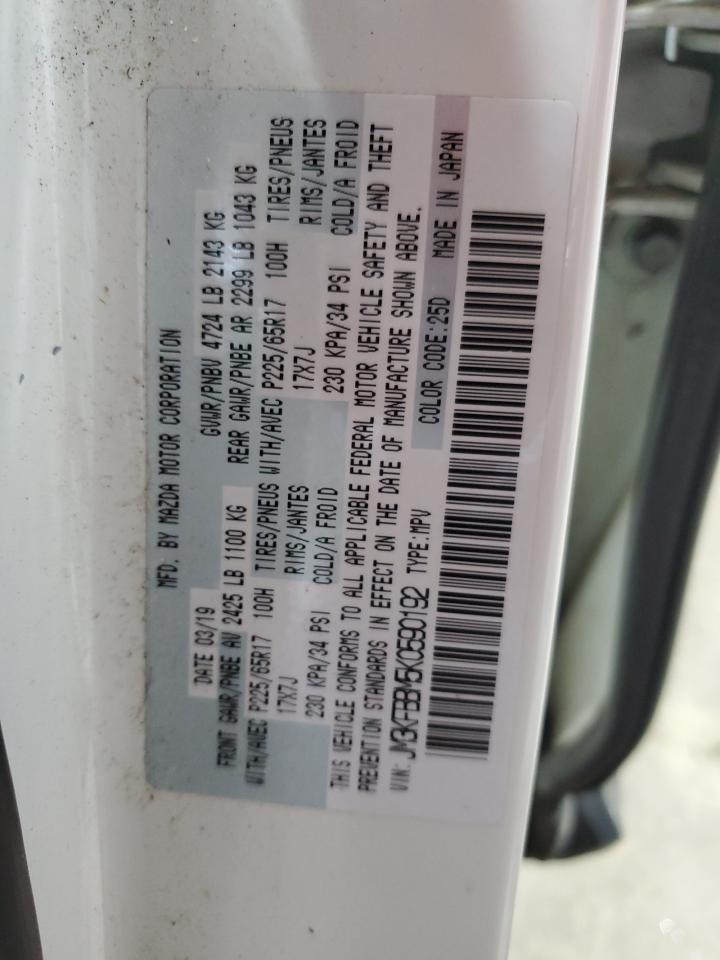 MFD. BY MAZDA MOTOR CORPORATION
DATE 03/19 GVWR/PNBV 4724 LB 2143 KG
FRONT GAWR/PNBE AV 2425 LB 1100 KG REAR GAWR/PNBE AR 2299 LB 1043 KG
WITH/AVEC P225/65R17 100H TIRES/PNEUS WITH/AVEC P225/65R17 100H TIRES/PNEUS
17X7J RIMS/JANTES 17X7J RIMS/JANTES
230 KPA/34 PSI COLD/A FROID 230 KPA/34 PSI COLD/A FROID
THIS VEHICLE CONFORMS TO ALL APPLICABLE FEDERAL MOTOR VEHICLE SAFETY AND THEFT
PREVENTION STANDARDS IN EFFECT ON THE DATE OF MANUFACTURE SHOWN ABOVE.
VIN: JM3KFBBM5K0590192 TYPE:MPV COLOR CODE:25D MADE IN JAPAN